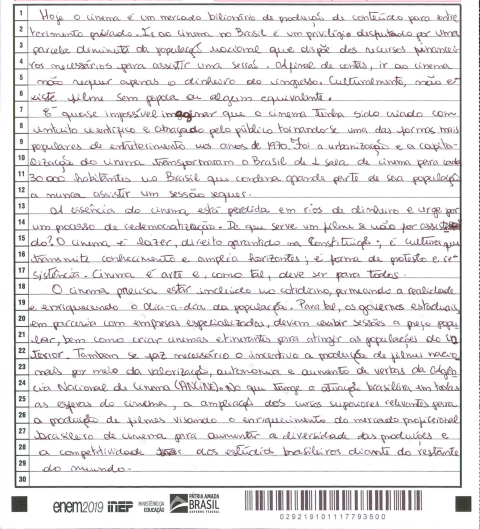 1 Hoje o cinema é um mercado bilionário de produção de conteúdo para entre
2 tenimento privado. Ir ao cinema no Brasil é um privilégio desfrutado por uma
3 parcela diminuta da população nacional que dispõe dos recursos financei
4 ros necessários para assistir uma sessão. Afinal de contas, ir ao cinema
5 não requer apenas o dinheiro do ingresso. Culturalmente, não e-
6 xiste filme sem pipoca ou algum equivalente.
7 É quase impossível imaginar que o cinema tenha sido criado com
8 intuito científico e abraçado pelo público tornando-se uma das formas mais
9 populares de entretenimento nos anos de 1970. Foi a urbanização e a capita-
10 lização do cinema transformaram o Brasil de 1 sala de cinema para cada
11 30000 habitantes no Brasil que condena grande parte de sua população
12 a nunca assistir um sessão sequer.
13 A essência do cinema está perdida em rios de dinheiro e urge por
14 um processo de redemocratização. De que serve um filme se não for assisti
15 do? O cinema é lazer, direito garantido na Constituição; é cultura que
16 transmite conhecimento e amplia horizontes; é forma de protesto e re-
17 sistência. Cinema é arte e, como tal, deve ser para todos.
18 O cinema precisa estar incluído no cotidiano, permeando a realidade
19 e enriquecendo o dia-a-dia da população. Para tal, os governos estaduais,
20 em parceria com empresas especializadas, devem sessões a preço popu-
21 lar, bem como criar cinemas itinerantes para atingir as populações do in
22 terior. Também se faz necessário o incentivo a produção de filmes nacio
23 nais por meio da valorização, autonomia e aumento de verbas da Agên
24 cia Nacional de Cinema (ANCINE). No que tange a atuação brasileira em todas
25 as esferas do cinema, a ampliação dos cursos superiores relevantes para
26 a produção de filmes visando o enriquecimento do mercado profissional
27 brasileiro de cinema para aumentar a diversidade das produções e
28 a competitividade dos estúdios brasileiros diante do restante
29 do mundo.
30
enem2019 inep MINISTÉRIO DA EDUCAÇÃO PÁTRIA AMADA BRASIL GOVERNO FEDERAL
029219101117793500